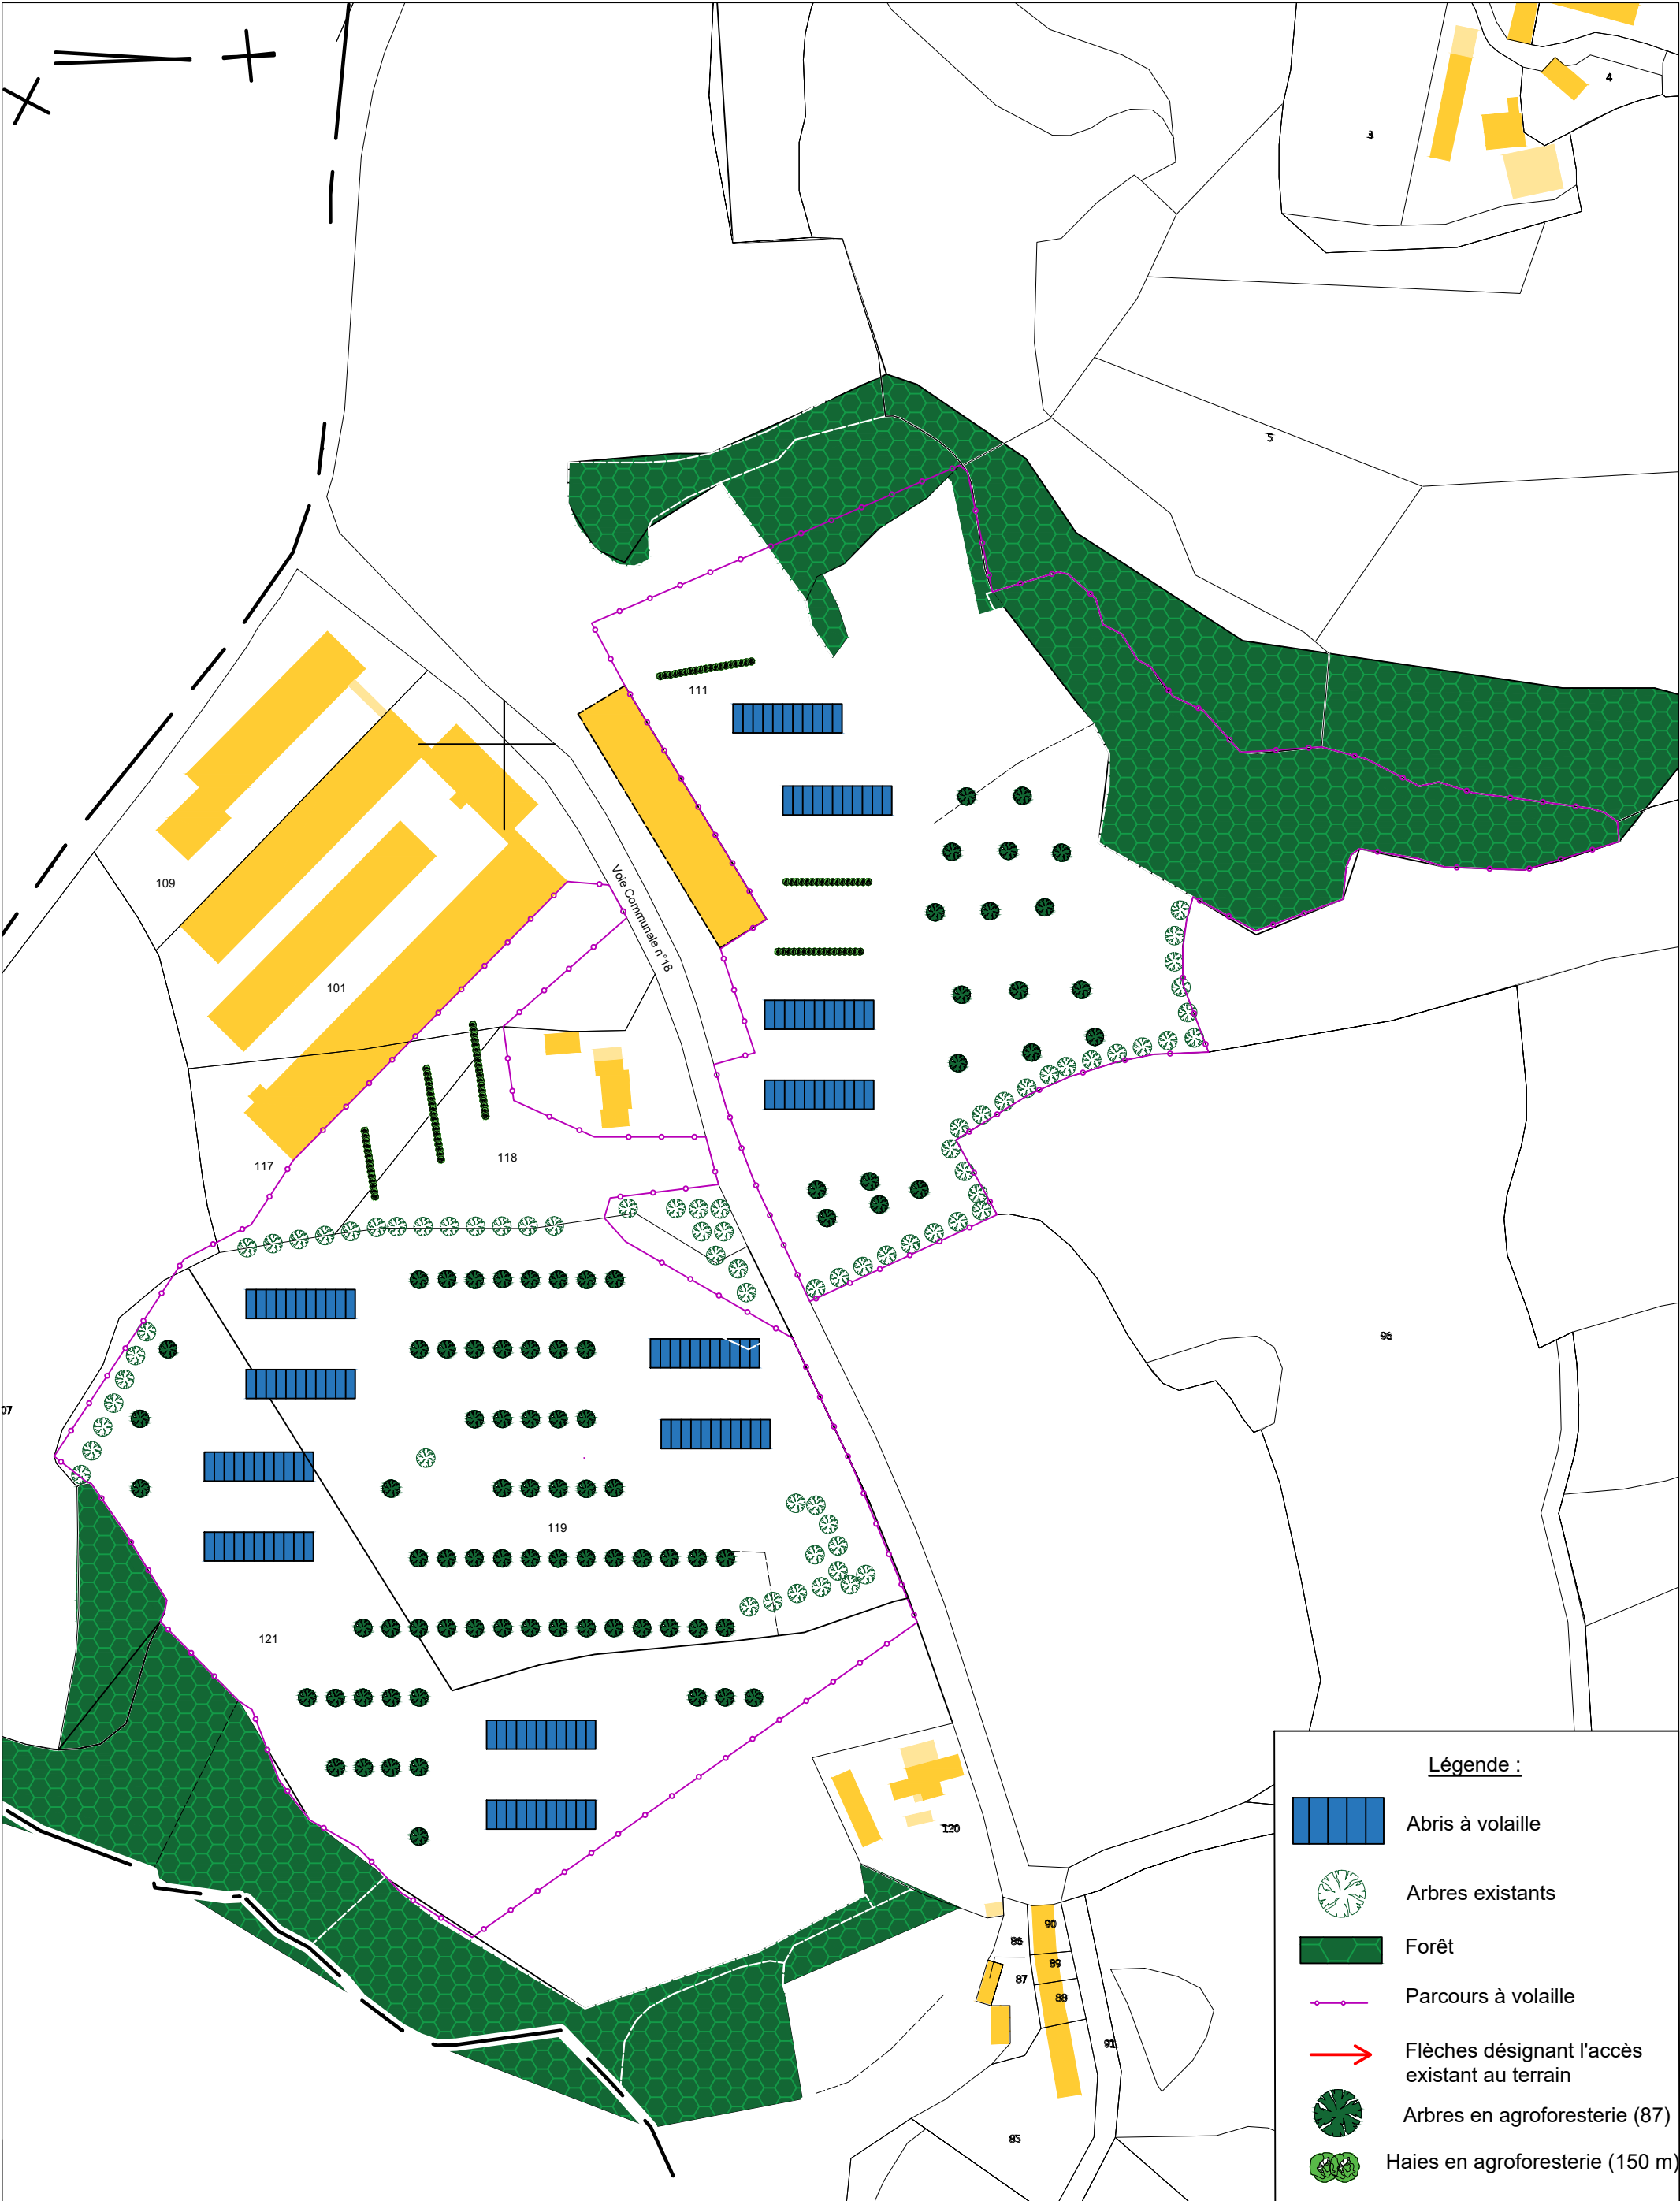 4
3
5
111
109
Voie Communale n°18
101
118
117
96
07
119
121
120
90
86
89
87
88
91
85
Légende :
Abris à volaille
Arbres existants
Forêt
Parcours à volaille
Flèches désignant l'accès
existant au terrain
Arbres en agroforesterie (87)
Haies en agroforesterie (150 m)